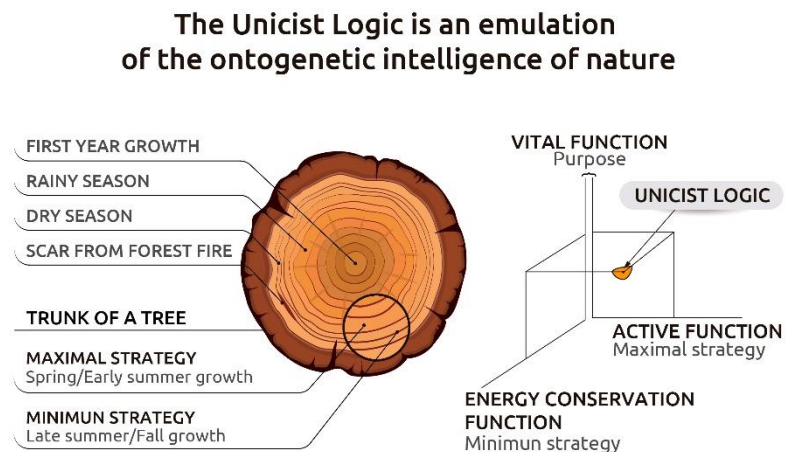 The Unicist Logic is an emulation
of the ontogenetic intelligence of nature
FIRST YEAR GROWTH
RAINY SEASON
DRY SEASON
SCAR FROM FOREST FIRE
TRUNK OF A TREE
MAXIMAL STRATEGY
Spring/Early summer growth
MINIMUN STRATEGY
Late summer/Fall growth
VITAL FUNCTION
Purpose
UNICIST LOGIC
ACTIVE FUNCTION
Maximal strategy
ENERGY CONSERVATION
FUNCTION
Minimun strategy